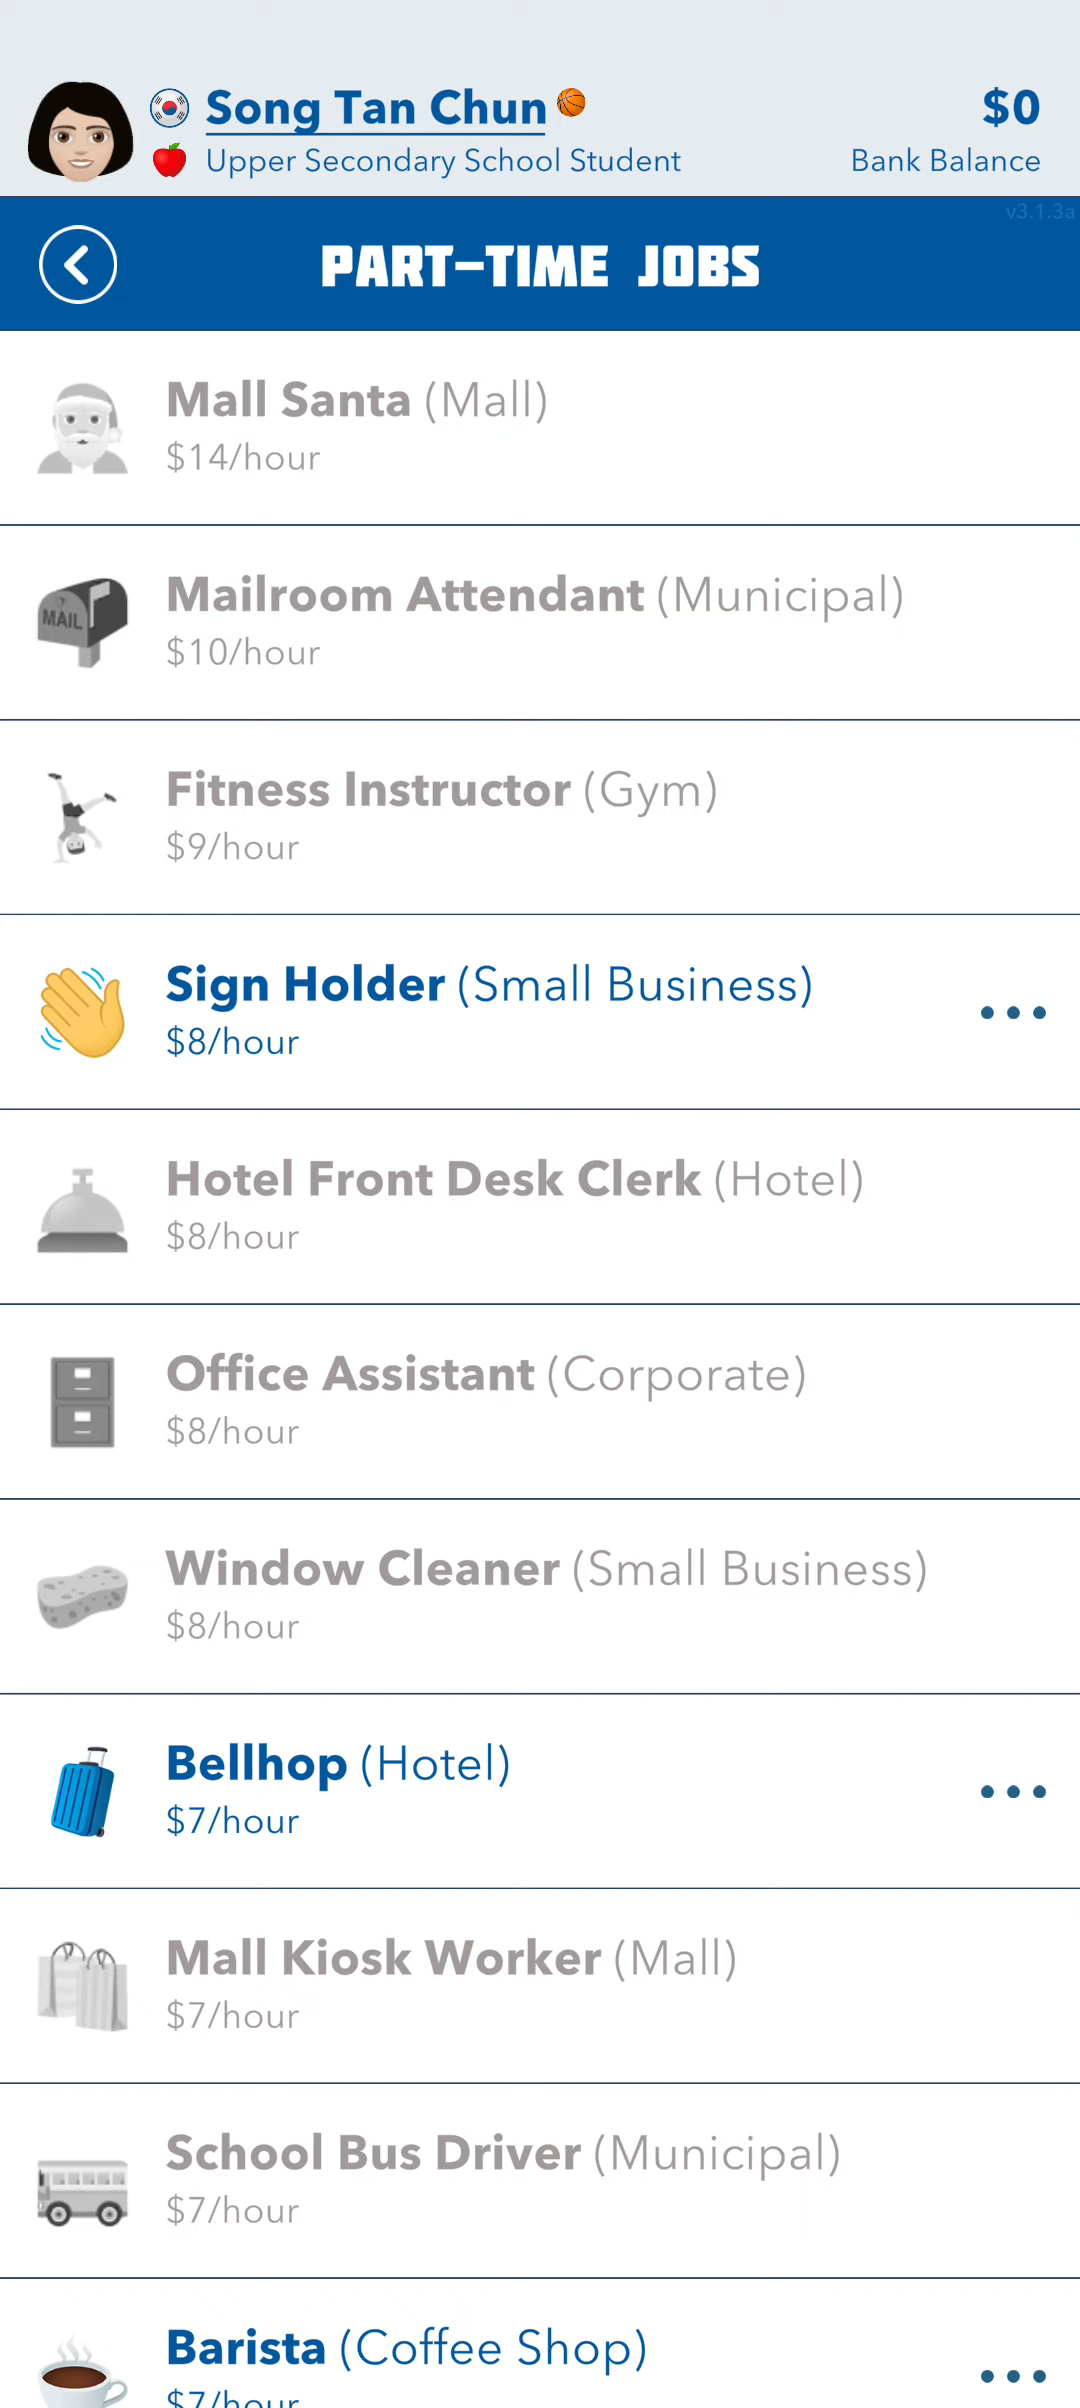 Song Tan Chun
$0
Upper Secondary School Student
Bank Balance
v3.1.3a
PART-TIME JOBS
Mall Santa (Mall)
$14/hour
MAIL
Mailroom Attendant (Municipal)
$10/hour
Fitness Instructor (Gym)
$9/hour
Sign Holder (Small Business)
$8/hour
Hotel Front Desk Clerk (Hotel)
$8/hour
Office Assistant (Corporate)
$8/hour
Window Cleaner (Small Business)
$8/hour
Bellhop (Hotel)
$7/hour
Mall Kiosk Worker (Mall)
$7/hour
School Bus Driver (Municipal)
$7/hour
Barista (Coffee Shop)
$7/hour